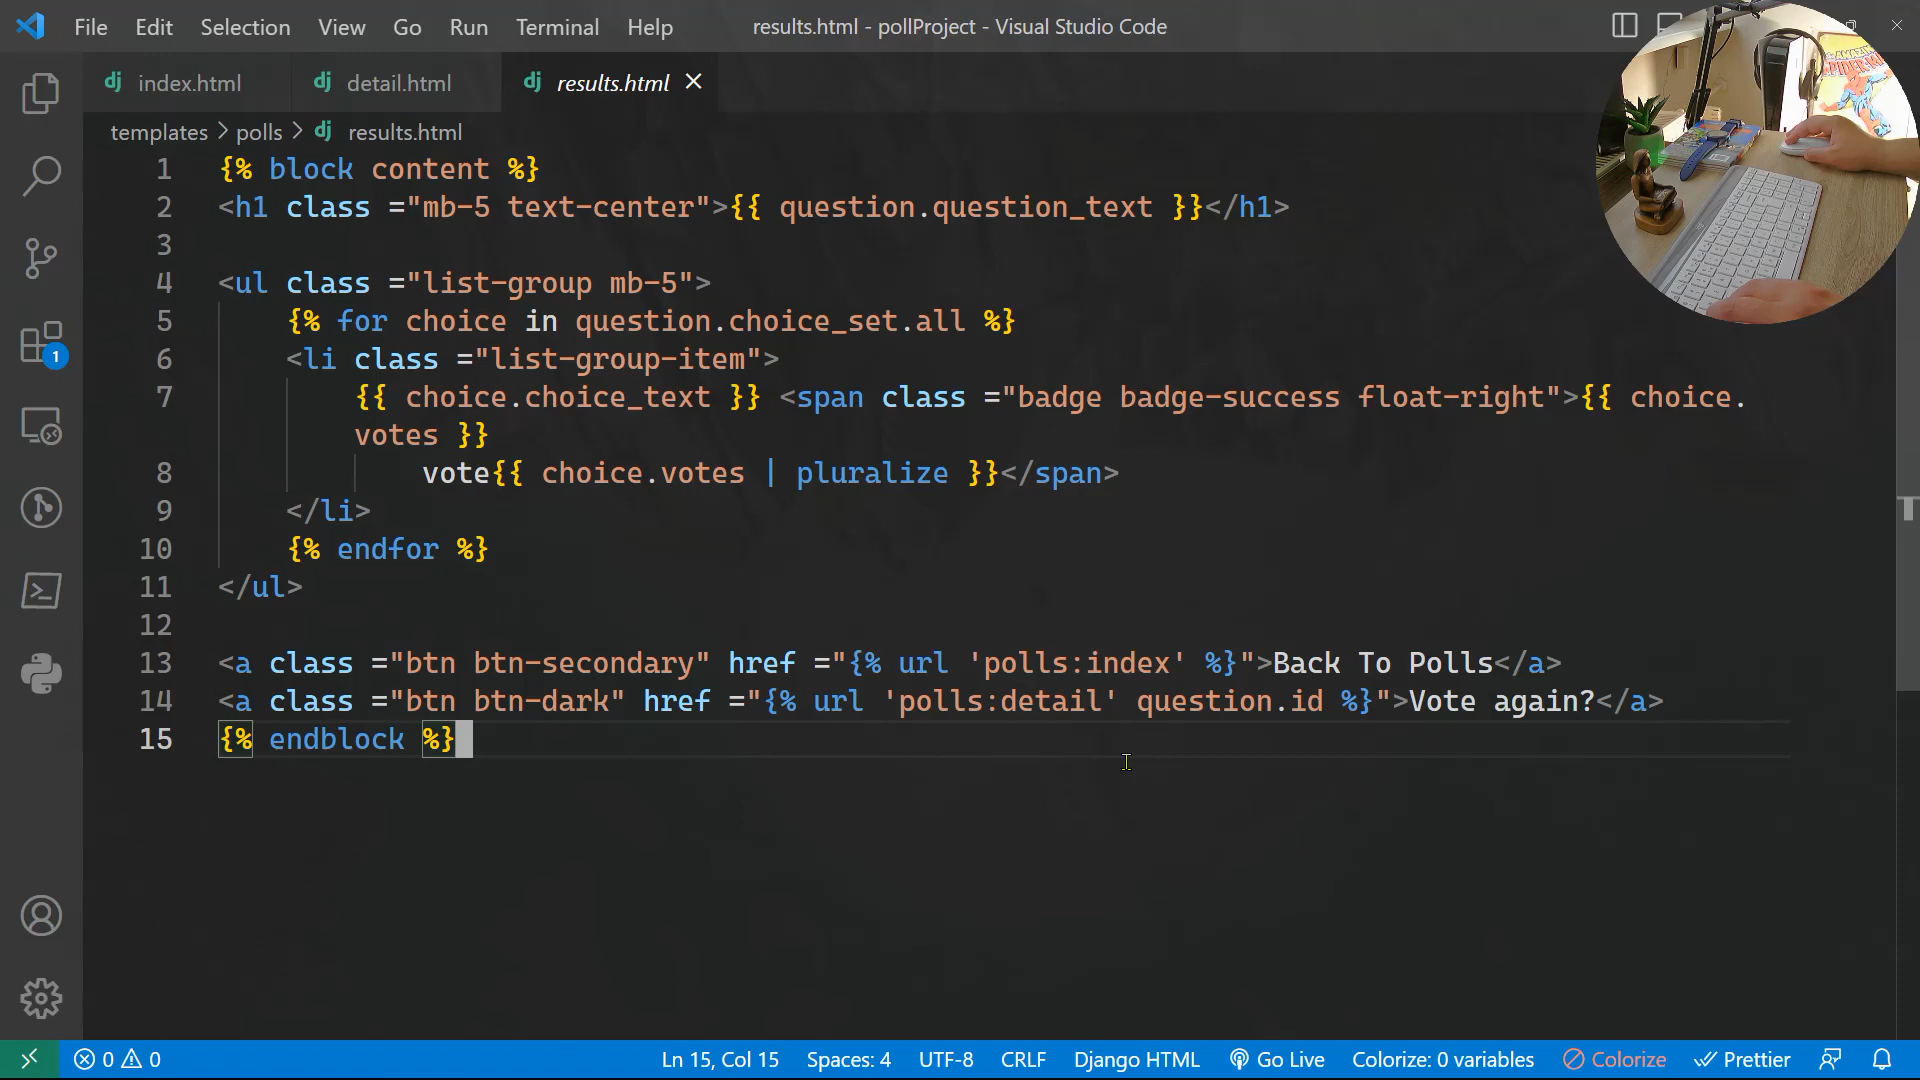 File Edit Selection View Go Run Terminal Help results.html - pollProject - Visual Studio Code
index.html detail.html results.html
templates > polls > results.html
1 {% block content %}
2 <h1 class ="mb-5 text-center">{{ question.question_text }}</h1>
3
4 <ul class ="list-group mb-5">
5 {% for choice in question.choice_set.all %}
6 <li class ="list-group-item">
7 {{ choice.choice_text }} <span class ="badge badge-success float-right">{{ choice.
votes }}
8 vote{{ choice.votes | pluralize }}</span>
9 </li>
10 {% endfor %}
11 </ul>
12
13 <a class ="btn btn-secondary" href ="{% url 'polls:index' %}">Back To Polls</a>
14 <a class ="btn btn-dark" href ="{% url 'polls:detail' question.id %}">Vote again?</a>
15 {% endblock %}
1
0 0 Ln 15, Col 15 Spaces: 4 UTF-8 CRLF Django HTML Go Live Colorize: 0 variables Colorize Prettier